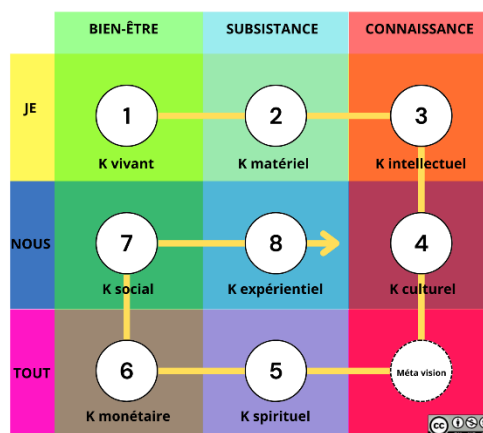 BIEN-ÊTRE SUBSISTANCE CONNAISSANCE
JE 1 2 3
K vivant K matériel K intellectuel
NOUS 7 8 4
K social K expérientiel K culturel
TOUT 6 5 Méta vision
K monétaire K spirituel
cc